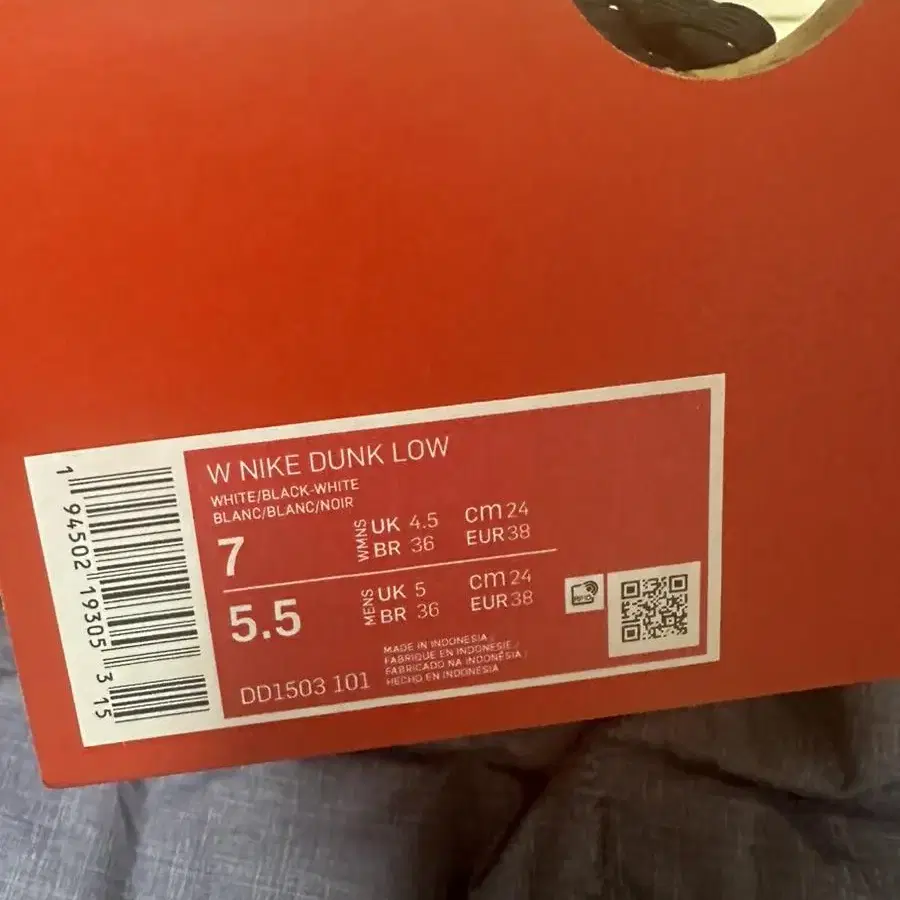 W NIKE DUNK LOW
WHITE/BLACK-WHITE
BLANC/BLANC/NOIR
7
WMNS
UK 4.5 cm 24
BR 36 EUR 38
5.5
MENS
UK 5 cm 24
BR 36 EUR 38
MADE IN INDONESIA /
FABRIQUE EN INDONESIE /
FABRICADO NA INDONÉSIA /
HECHO EN INDONESIA
DD1503 101
RFID
1 94502 19305 3 15